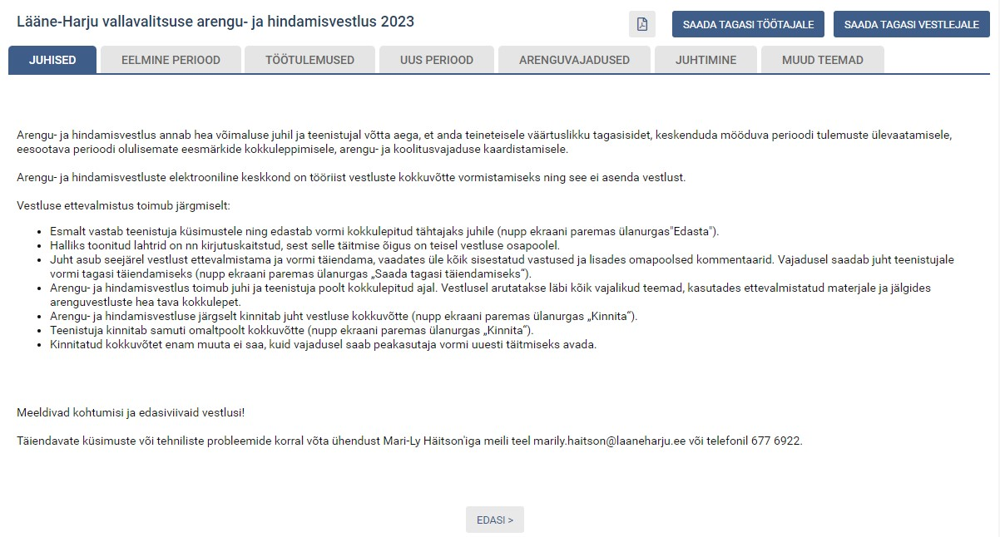 Lääne-Harju vallavalitsuse arengu- ja hindamisvestlus 2023
SAADA TAGASI TÖÖTAJALE
SAADA TAGASI VESTLEJALE
JUHISED
EELMINE PERIOOD
TÖÖTULEMUSED
UUS PERIOOD
ARENGUVAJADUSED
JUHTIMINE
MUUD TEEMAD
Arengu- ja hindamisvestlus annab hea võimaluse juhil ja teenistujal võtta aega, et anda teineteisele väärtuslikku tagasisidet, keskenduda mööduva perioodi tulemuste ülevaatamisele,
eesootava perioodi olulisemate eesmärkide kokkuleppimisele, arengu- ja koolitusvajaduse kaardistamisele.
Arengu- ja hindamisvestluste elektrooniline keskkond on tööriist vestluste kokkuvõtte vormistamiseks ning see ei asenda vestlust.
Vestluse ettevalmistus toimub järgmiselt:
• Esmalt vastab teenistuja küsimustele ning edastab vormi kokkulepitud tähtajaks juhile (nupp ekraani paremas ülanurgas"Edasta").
• Halliks toonitud lahtrid on nn kirjutuskaitstud, sest selle täitmise õigus on teisel vestluse osapoolel.
• Juht asub seejärel vestlust ettevalmistama ja vormi täiendama, vaadates üle kõik sisestatud vastused ja lisades omapoolsed kommentaarid. Vajadusel saadab juht teenistujale
vormi tagasi täiendamiseks (nupp ekraani paremas ülanurgas „Saada tagasi täiendamiseks“).
• Arengu- ja hindamisvestlus toimub juhi ja teenistuja poolt kokkulepitud ajal. Vestlusel arutatakse läbi kõik vajalikud teemad, kasutades ettevalmistatud materjale ja jälgides
arenguvestluste hea tava kokkulepet.
• Arengu- ja hindamisvestluse järgselt kinnitab juht vestluse kokkuvõtte (nupp ekraani paremas ülanurgas „Kinnita“).
• Teenistuja kinnitab samuti omaltpoolt kokkuvõtte (nupp ekraani paremas ülanurgas „Kinnita“).
• Kinnitatud kokkuvõtet enam muuta ei saa, kuid vajadusel saab peakasutaja vormi uuesti täitmiseks avada.
Meeldivad kohtumisi ja edasiviivaid vestlusi!
Täiendavate küsimuste või tehniliste probleemide korral võta ühendust Mari-Ly Häitson'iga meili teel marily.haitson@laaneharju.ee või telefonil 677 6922.
EDASI >